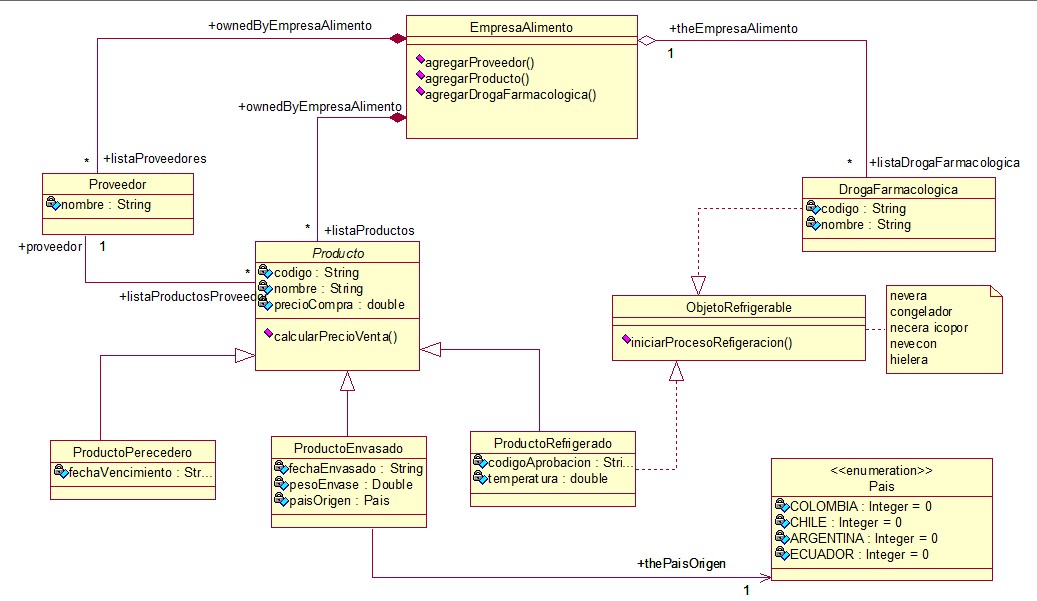 +ownedByEmpresaAlimento
EmpresaAlimento
+theEmpresaAlimento
1
agregarProveedor()
agregarProducto()
agregarDrogaFarmacologica()
+ownedByEmpresaAlimento
* +listaProveedores
* +listaDrogaFarmacologica
Proveedor
nombre : String
DrogaFarmacologica
codigo : String
nombre : String
+proveedor 1
* +listaProductos
Producto
* codigo : String
nombre : String
precioCompra : double
+listaProductosProveed
calcularPrecioVenta()
ObjetoRefrigerable
iniciarProcesoRefigeracion()
nevera
congelador
necera icopor
nevecon
hielera
ProductoPerecedero
fechaVencimiento : Str...
ProductoEnvasado
fechaEnvasado : String
pesoEnvase : Double
paisOrigen : Pais
ProductoRefrigerado
codigoAprobacion : Stri...
temperatura : double
<<enumeration>>
Pais
COLOMBIA : Integer = 0
CHILE : Integer = 0
ARGENTINA : Integer = 0
ECUADOR : Integer = 0
+thePaisOrigen
1